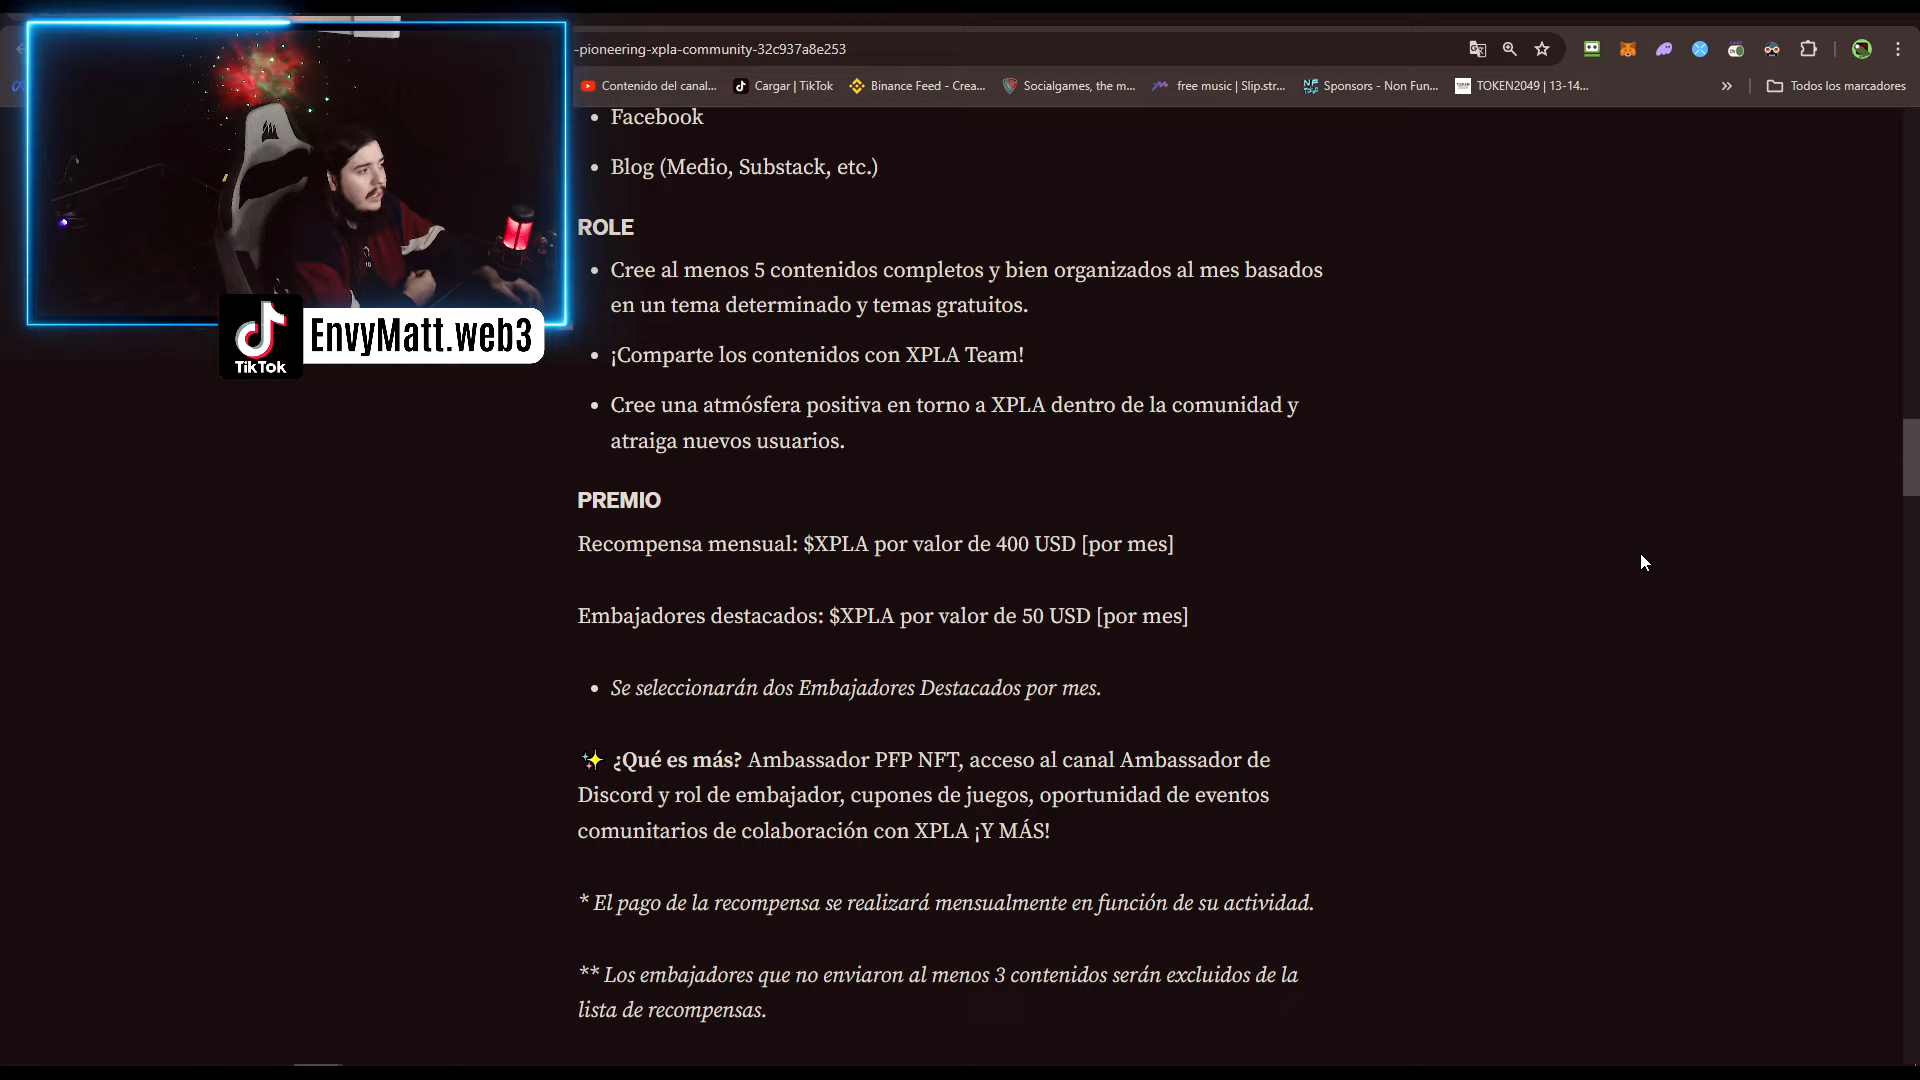 -pioneering-xpla-community-32c937a8e253
Contenido del canal...
Cargar | TikTok
Binance Feed - Crea...
Socialgames, the m...
free music | Slip.str...
Sponsors - Non Fun...
TOKEN2049 | 13-14...
»
Todos los marcadores
• Facebook
• Blog (Medio, Substack, etc.)
ROLE
• Cree al menos 5 contenidos completos y bien organizados al mes basados
en un tema determinado y temas gratuitos.
• ¡Comparte los contenidos con XPLA Team!
• Cree una atmósfera positiva en torno a XPLA dentro de la comunidad y
atraiga nuevos usuarios.
TikTok
EnvyMatt.web3
PREMIO
Recompensa mensual: $XPLA por valor de 400 USD [por mes]
Embajadores destacados: $XPLA por valor de 50 USD [por mes]
• Se seleccionarán dos Embajadores Destacados por mes.
✨ ¿Qué es más? Ambassador PFP NFT, acceso al canal Ambassador de
Discord y rol de embajador, cupones de juegos, oportunidad de eventos
comunitarios de colaboración con XPLA ¡Y MÁS!
* El pago de la recompensa se realizará mensualmente en función de su actividad.
** Los embajadores que no enviaron al menos 3 contenidos serán excluidos de la
lista de recompensas.